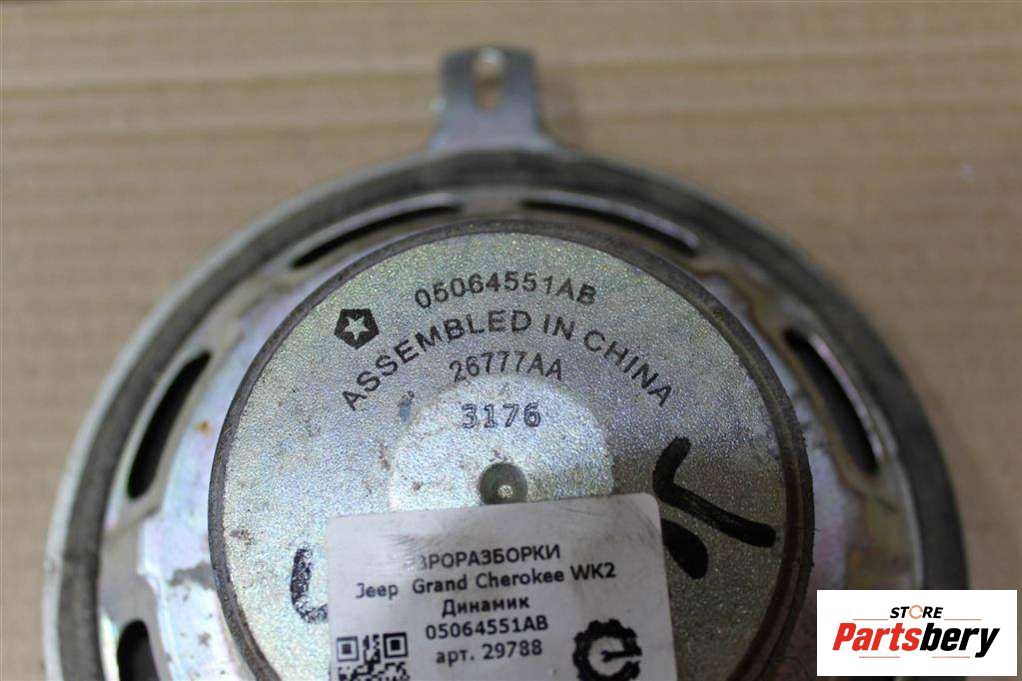 05064551AB
ASSEMBLED IN CHINA
26777AA
3176
ВРОРАЗБОРКИ
Jeep Grand Cherokee WK2
Динамик
05064551AB
арт. 29788
STORE
Partsbery